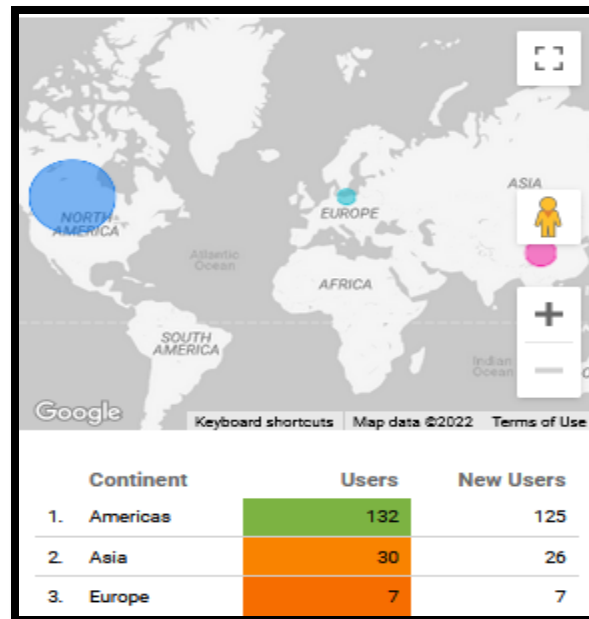 ASIA
NORTH
AMERICA
EUROPE
Atlantic
Ocean
AFRICA
SOUTH
AMERICA
Indian
Ocean
Google
Keyboard shortcuts Map data ©2022 Terms of Use
Continent Users New Users
1. Americas 132 125
2. Asia 30 26
3. Europe 7 7